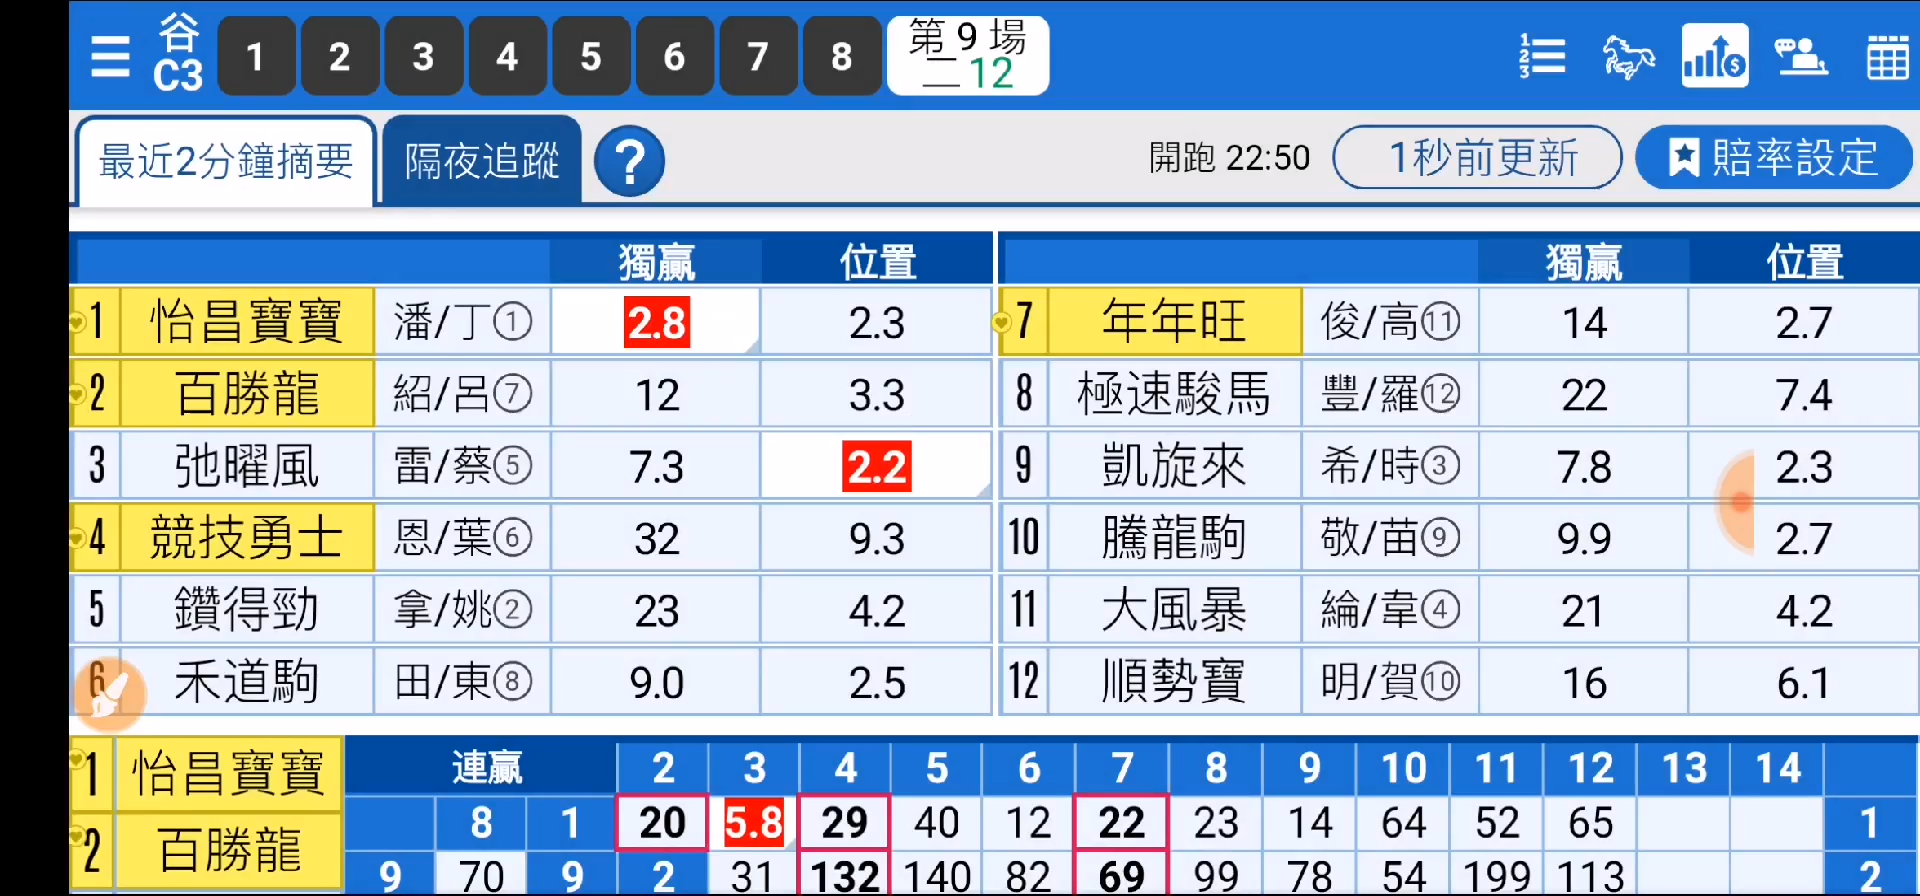 谷
C3
1 2 3 4 5 6 7 8
第 9 場
二 12
1
2
3
$
最近2分鐘摘要 隔夜追蹤 ? 開跑 22:50 1秒前更新 賠率設定
獨贏 位置 獨贏 位置
1 怡昌寶寶 潘/丁① 2.8 2.3 7 年年旺 俊/高⑪ 14 2.7
2 百勝龍 紹/呂⑦ 12 3.3 8 極速駿馬 豐/羅⑫ 22 7.4
3 弛曜風 雷/蔡⑤ 7.3 2.2 9 凱旋來 希/時③ 7.8 2.3
4 競技勇士 恩/葉⑥ 32 9.3 10 騰龍駒 敬/苗⑨ 9.9 2.7
5 鑽得勁 拿/姚② 23 4.2 11 大風暴 綸/韋④ 21 4.2
6 禾道駒 田/東⑧ 9.0 2.5 12 順勢寶 明/賀⑩ 16 6.1
1 怡昌寶寶 連贏 2 3 4 5 6 7 8 9 10 11 12 13 14
8 1 20 5.8 29 40 12 22 23 14 64 52 65 1
2 百勝龍 9 70 9 2 31 132 140 82 69 99 78 54 199 113 2